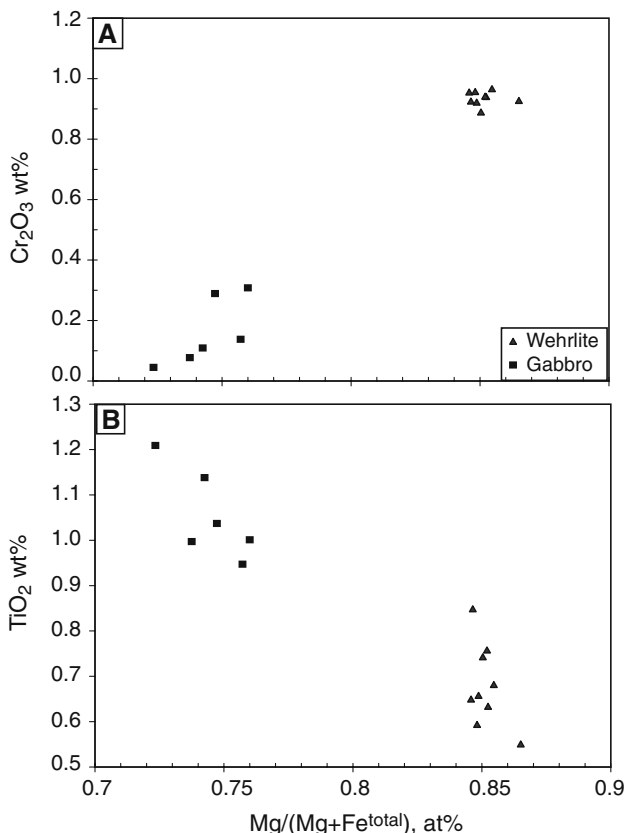 A
1.2
1.0
0.8
0.6
0.4
0.2
0.0
Cr₂O₃ wt%
Wehrlite
Gabbro
B
1.3
1.2
1.1
1.0
0.9
0.8
0.7
0.6
0.5
TiO₂ wt%
0.7 0.75 0.8 0.85 0.9
Mg/(Mg+Feᵗᵒᵗᵃˡ), at%